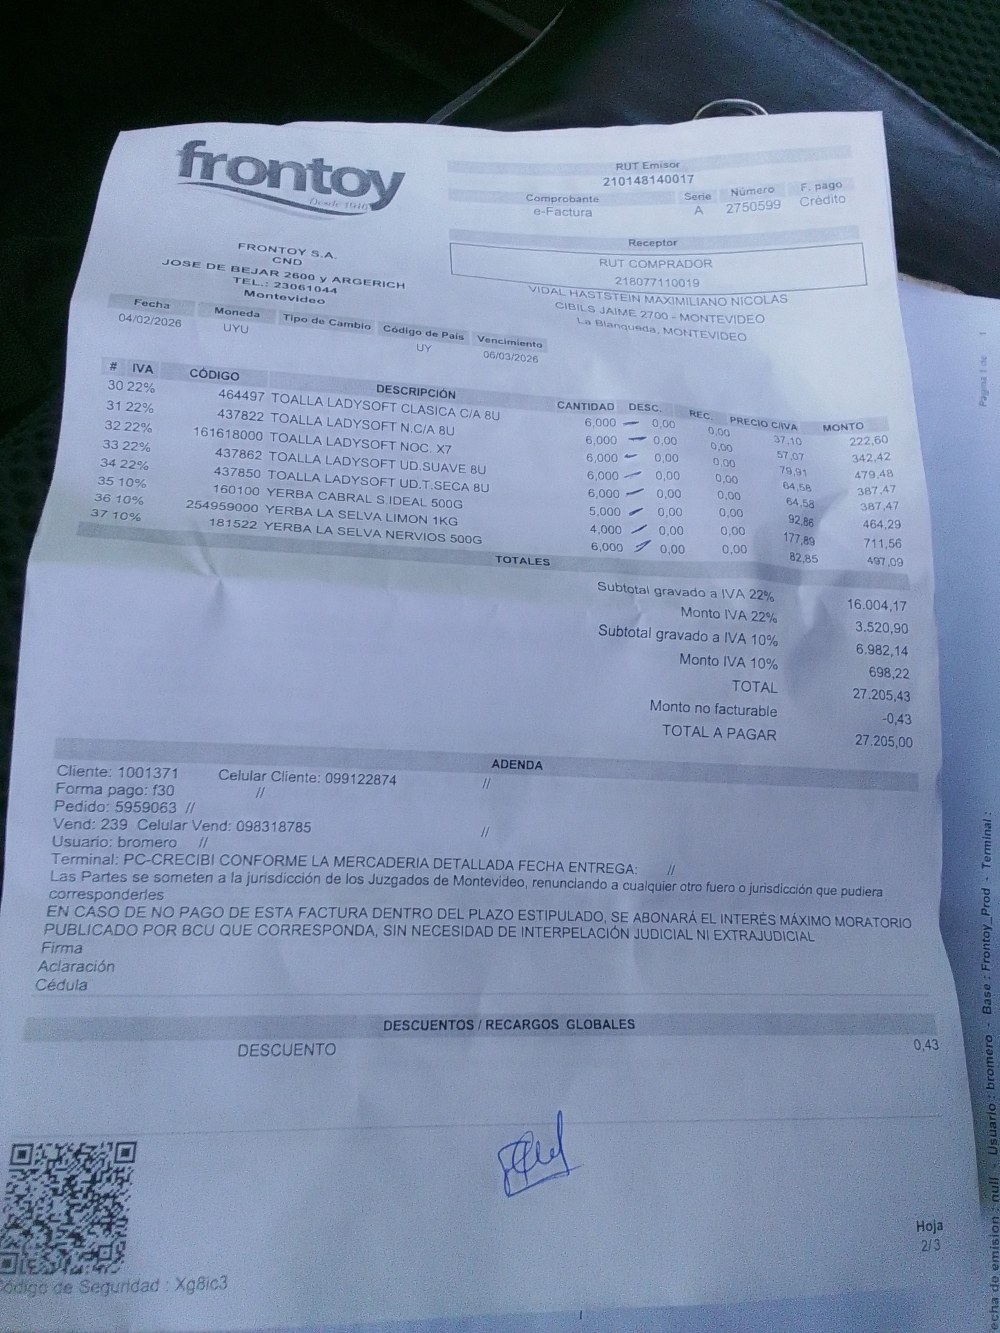 frontoy
Desde 1916
RUT Emisor
210148140017
Comprobante Serie Número F. pago
e-Factura A 2750599 Crédito
Receptor
RUT COMPRADOR
218077110019
VIDAL HASTSTEIN MAXIMILIANO NICOLAS
CIBILS JAIME 2700 - MONTEVIDEO
La Blanqueda, MONTEVIDEO
FRONTOY S.A.
CND
JOSE DE BEJAR 2600 y ARGERICH
TEL.: 23061044
Montevideo
Fecha Moneda Tipo de Cambio Código de País Vencimiento
04/02/2026 UYU UY 06/03/2026
# IVA CÓDIGO DESCRIPCIÓN CANTIDAD DESC. REC. PRECIO C/IVA MONTO
30 22% 464497 TOALLA LADYSOFT CLASICA C/A 8U 6,000 0,00 0,00 37,10 222,60
31 22% 437822 TOALLA LADYSOFT N.C/A 8U 6,000 0,00 0,00 57,07 342,42
32 22% 161618000 TOALLA LADYSOFT NOC. X7 6,000 0,00 0,00 79,91 479,48
33 22% 437862 TOALLA LADYSOFT UD.SUAVE 8U 6,000 0,00 0,00 64,58 387,47
34 22% 437850 TOALLA LADYSOFT UD.T.SECA 8U 6,000 0,00 0,00 64,58 387,47
35 10% 160100 YERBA CABRAL S.IDEAL 500G 5,000 0,00 0,00 92,86 464,29
36 10% 254959000 YERBA LA SELVA LIMON 1KG 4,000 0,00 0,00 177,89 711,56
37 10% 181522 YERBA LA SELVA NERVIOS 500G 6,000 0,00 0,00 82,85 497,09
TOTALES
Subtotal gravado a IVA 22% 16.004,17
Monto IVA 22% 3.520,90
Subtotal gravado a IVA 10% 6.982,14
Monto IVA 10% 698,22
TOTAL 27.205,43
Monto no facturable -0,43
TOTAL A PAGAR 27.205,00
ADENDA
Cliente: 1001371 Celular Cliente: 099122874 //
Forma pago: f30 //
Pedido: 5959063 //
Vend: 239 Celular Vend: 098318785 //
Usuario: bromero //
Terminal: PC-CRECIBI CONFORME LA MERCADERIA DETALLADA FECHA ENTREGA: //
Las Partes se someten a la jurisdicción de los Juzgados de Montevideo, renunciando a cualquier otro fuero o jurisdicción que pudiera
corresponderles
EN CASO DE NO PAGO DE ESTA FACTURA DENTRO DEL PLAZO ESTIPULADO, SE ABONARÁ EL INTERÉS MÁXIMO MORATORIO
PUBLICADO POR BCU QUE CORRESPONDA, SIN NECESIDAD DE INTERPELACIÓN JUDICIAL NI EXTRAJUDICIAL
Firma
Aclaración
Cédula
DESCUENTOS / RECARGOS GLOBALES
DESCUENTO 0,43
Hoja
2/3
ódigo de Seguridad : Xg8ic3
Página 1 de 1
echa de emision : null - Usuario : bromero - Base : Frontoy_Prod - Terminal :